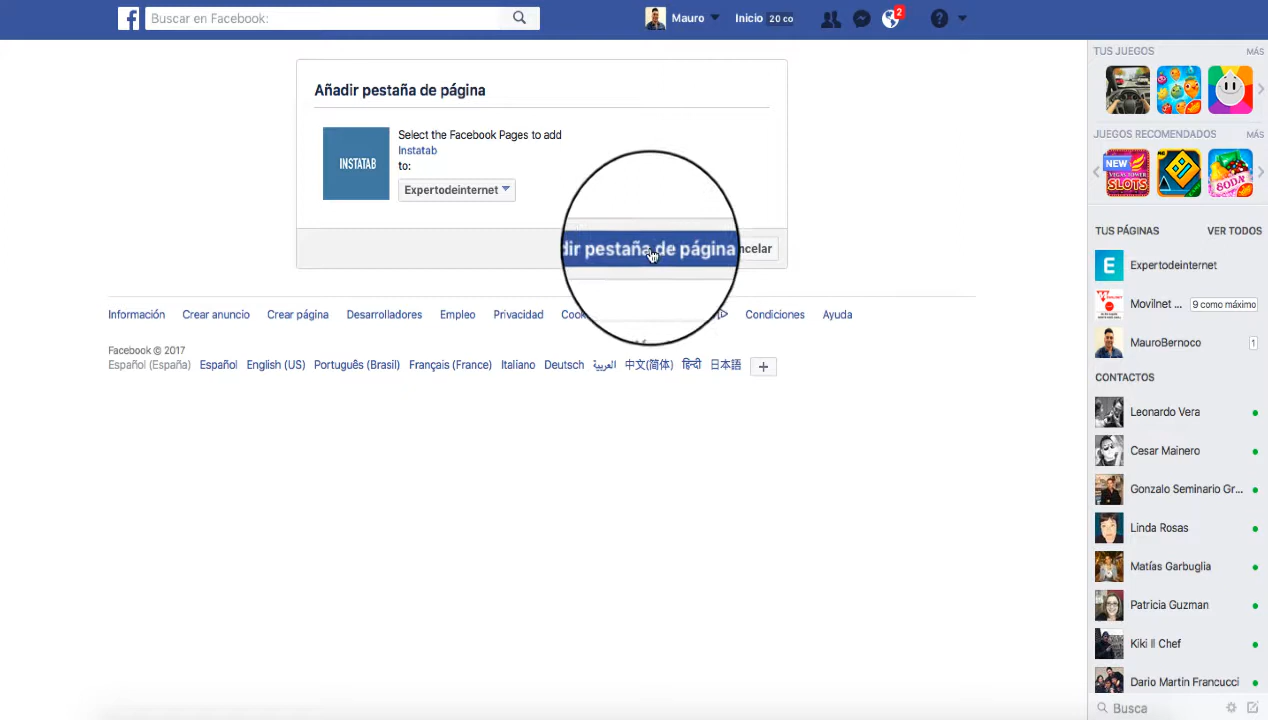 Buscar en Facebook:
Mauro
Inicio 20 co
2
?
Añadir pestaña de página
INSTATAB
Select the Facebook Pages to add
Instatab
to:
Expertodeinternet
dir pestaña de página
ncelar
Información Crear anuncio Crear página Desarrolladores Empleo Privacidad Cook Condiciones Ayuda
Facebook © 2017
Español (España) Español English (US) Português (Brasil) Français (France) Italiano Deutsch العربية 中文(简体) हिन्दी 日本語 +
TUS JUEGOS MÁS
JUEGOS RECOMENDADOS MÁS
NEW
SLOTS
SODA
TUS PÁGINAS VER TODOS
E Expertodeinternet
Movilnet ... 9 como máximo
MauroBernoco 1
CONTACTOS
Leonardo Vera
Cesar Mainero
Gonzalo Seminario Gr...
Linda Rosas
Matías Garbuglia
Patricia Guzman
Kiki Il Chef
Dario Martin Francucci
Busca